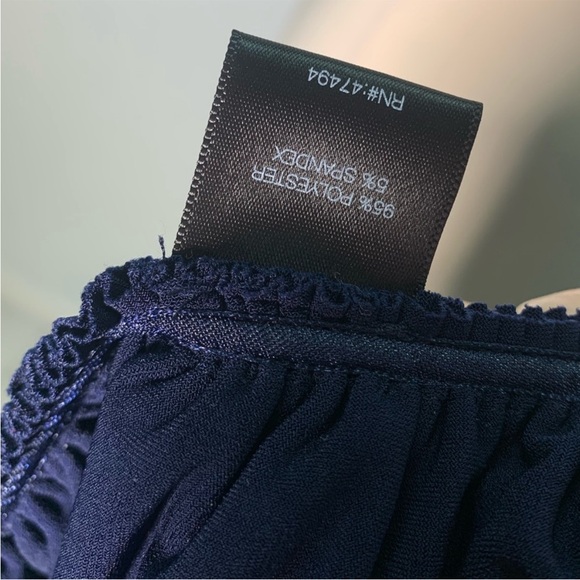 95% POLYESTER
5% SPANDEX
RN#:47494